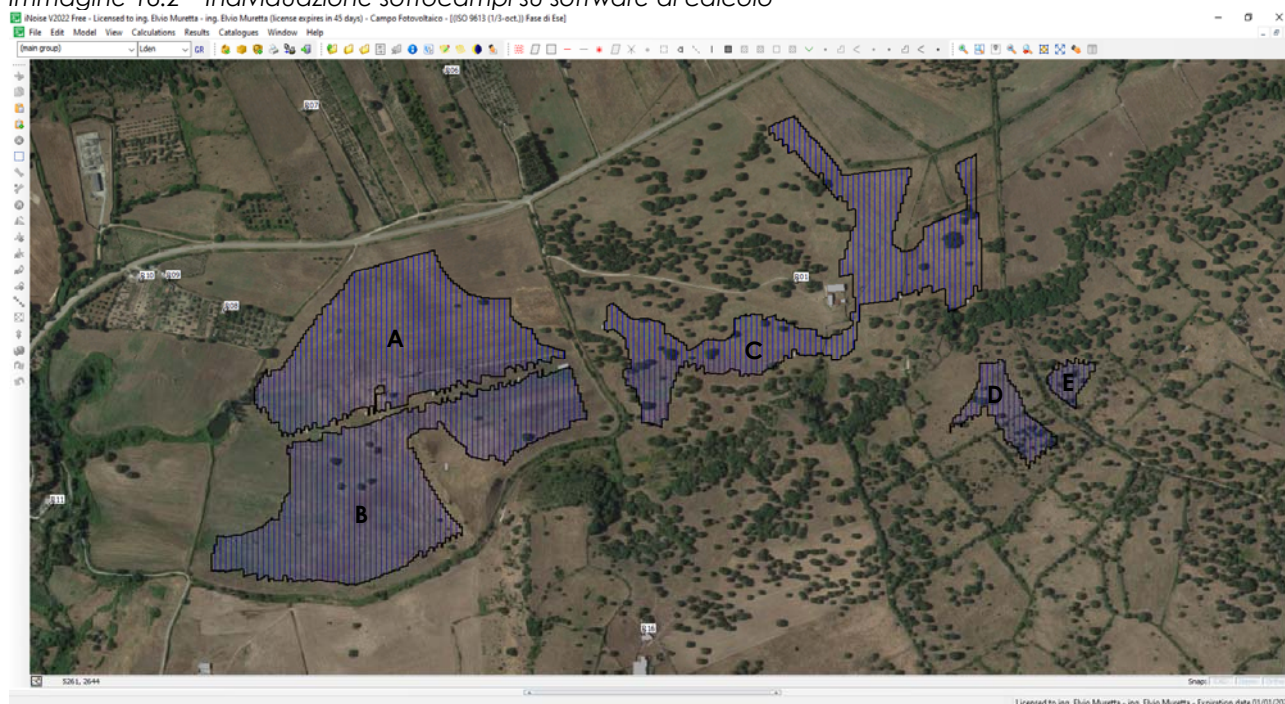 Immagine 16.2 – Individuazione sottocampi su software di calcolo
iNoise V2022 Free - Licensed to ing. Elvio Muretta - ing. Elvio Muretta (license expires in 45 days) - Campo Fotovoltaico - [(ISO 9613 (1/3-oct.)) Fase di Ese]
File Edit Model View Calculations Results Catalogues Window Help
(main group) Lden GR
R06
R07
R10 R09
R01
R08
A
C
D
E
R11
B
R16
5261, 2644
Snap:
Licensed to ing. Elvio Muretta - ing. Elvio Muretta - Expiration date 01/01/20